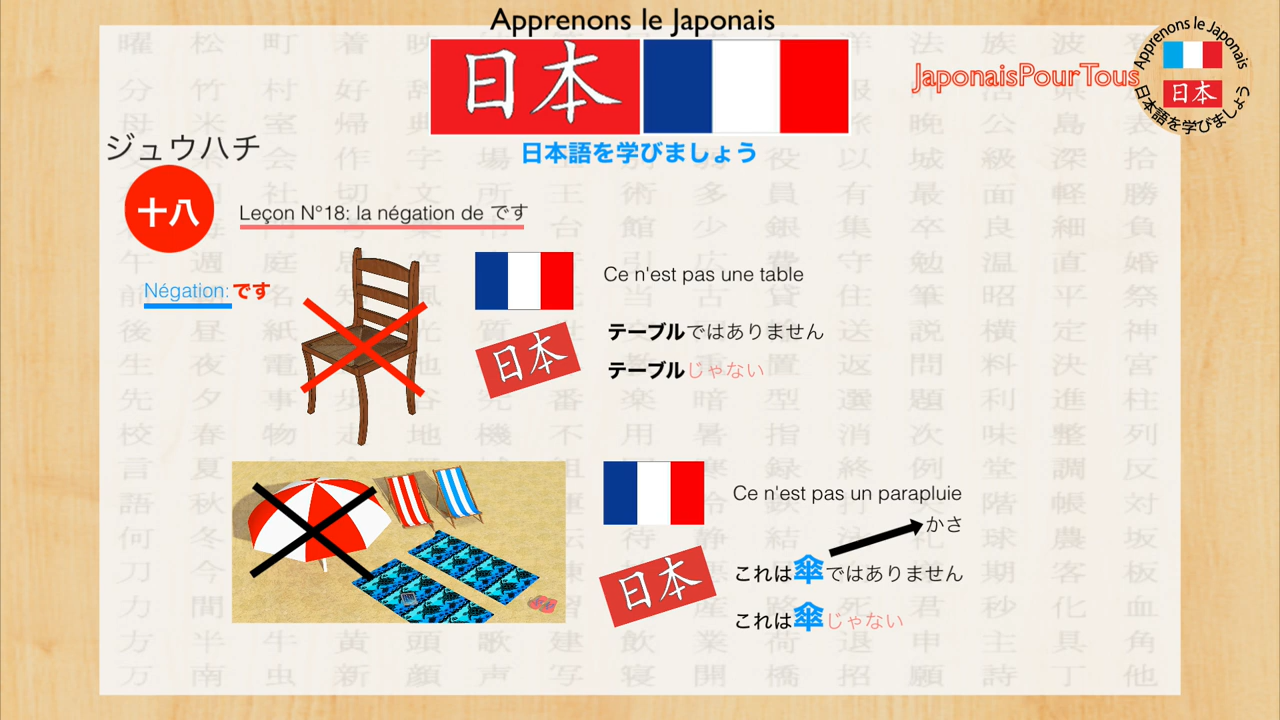 Apprenons le Japonais
日本
JaponaisPourTous
Apprenons le Japonais
日本
日本語を学びましょう
日本語を学びましょう
ジュウハチ
十八
Leçon N°18: la négation de です
Négation: です
Ce n'est pas une table
日本
テーブルではありません
テーブルじゃない
Ce n'est pas un parapluie
かさ
日本
これは傘ではありません
これは傘じゃない